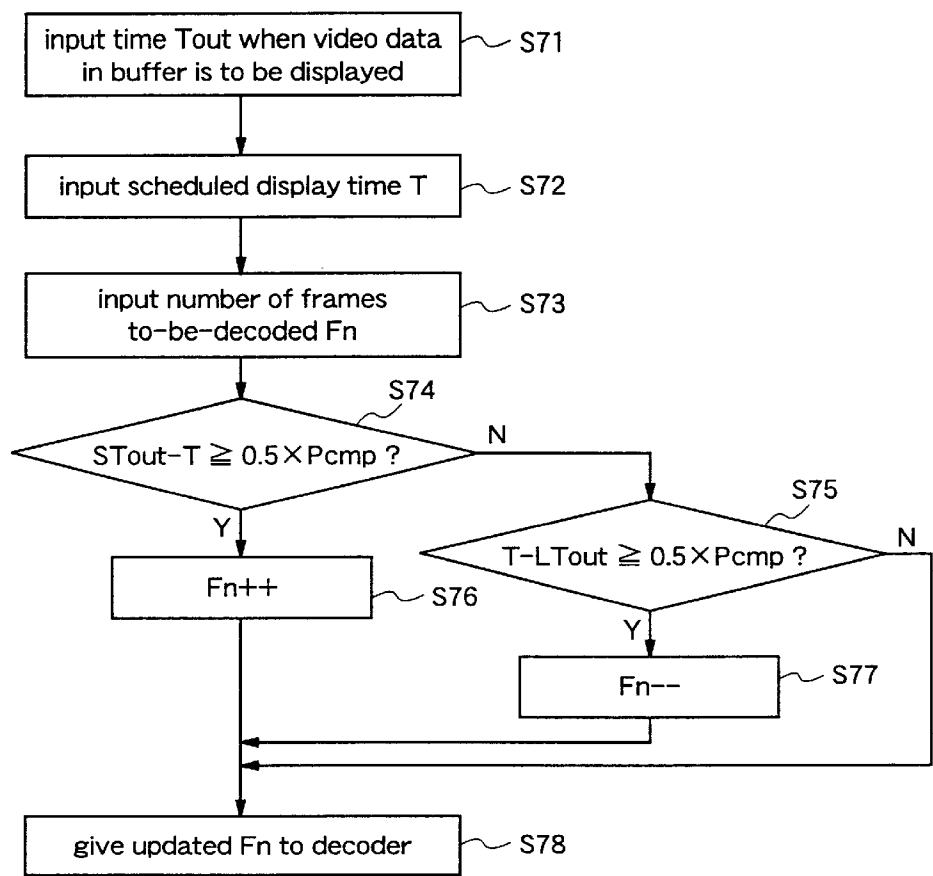 input time Tout when video data
in buffer is to be displayed
S71
input scheduled display time T
S72
input number of frames
to-be-decoded Fn
S73
S74
STout-T ≧ 0.5×Pcmp ?
N
Y
S75
T-LTout ≧ 0.5×Pcmp ?
N
Y
Fn++
S76
Fn--
S77
give updated Fn to decoder
S78